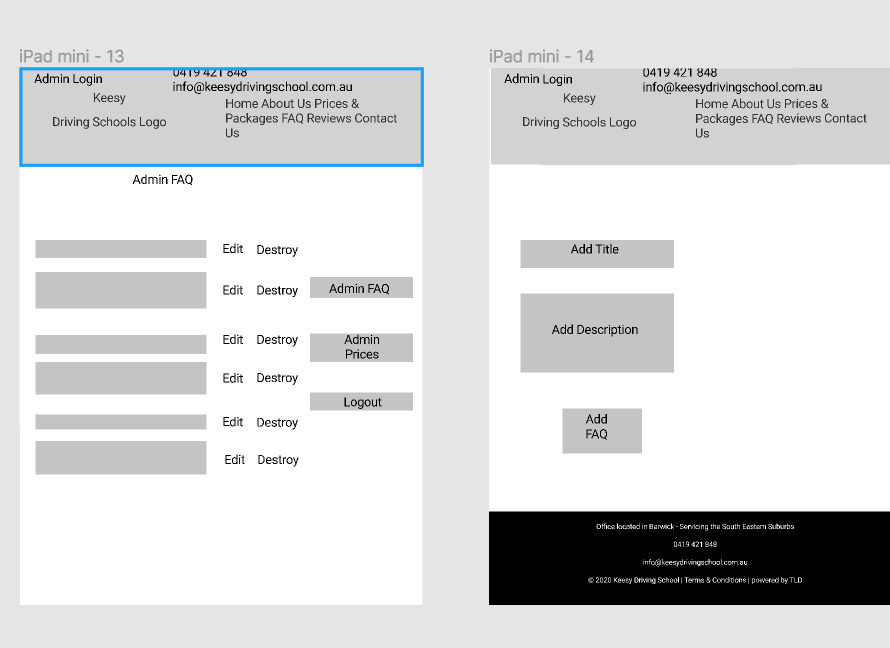 iPad mini - 13
Admin Login
0419 421 848
info@keesydrivingschool.com.au
Keesy
Driving Schools Logo
Home About Us Prices &
Packages FAQ Reviews Contact
Us
Admin FAQ
Edit Destroy
Edit Destroy
Admin FAQ
Edit Destroy
Admin
Prices
Edit Destroy
Logout
Edit Destroy
Edit Destroy
iPad mini - 14
Admin Login
0419 421 848
info@keesydrivingschool.com.au
Keesy
Driving Schools Logo
Home About Us Prices &
Packages FAQ Reviews Contact
Us
Add Title
Add Description
Add
FAQ
Office located in Berwick - Servicing the South Eastern Suburbs
0419 421 848
info@keesydrivingschool.com.au
© 2020 Keesy Driving School | Terms & Conditions | powered by TLD